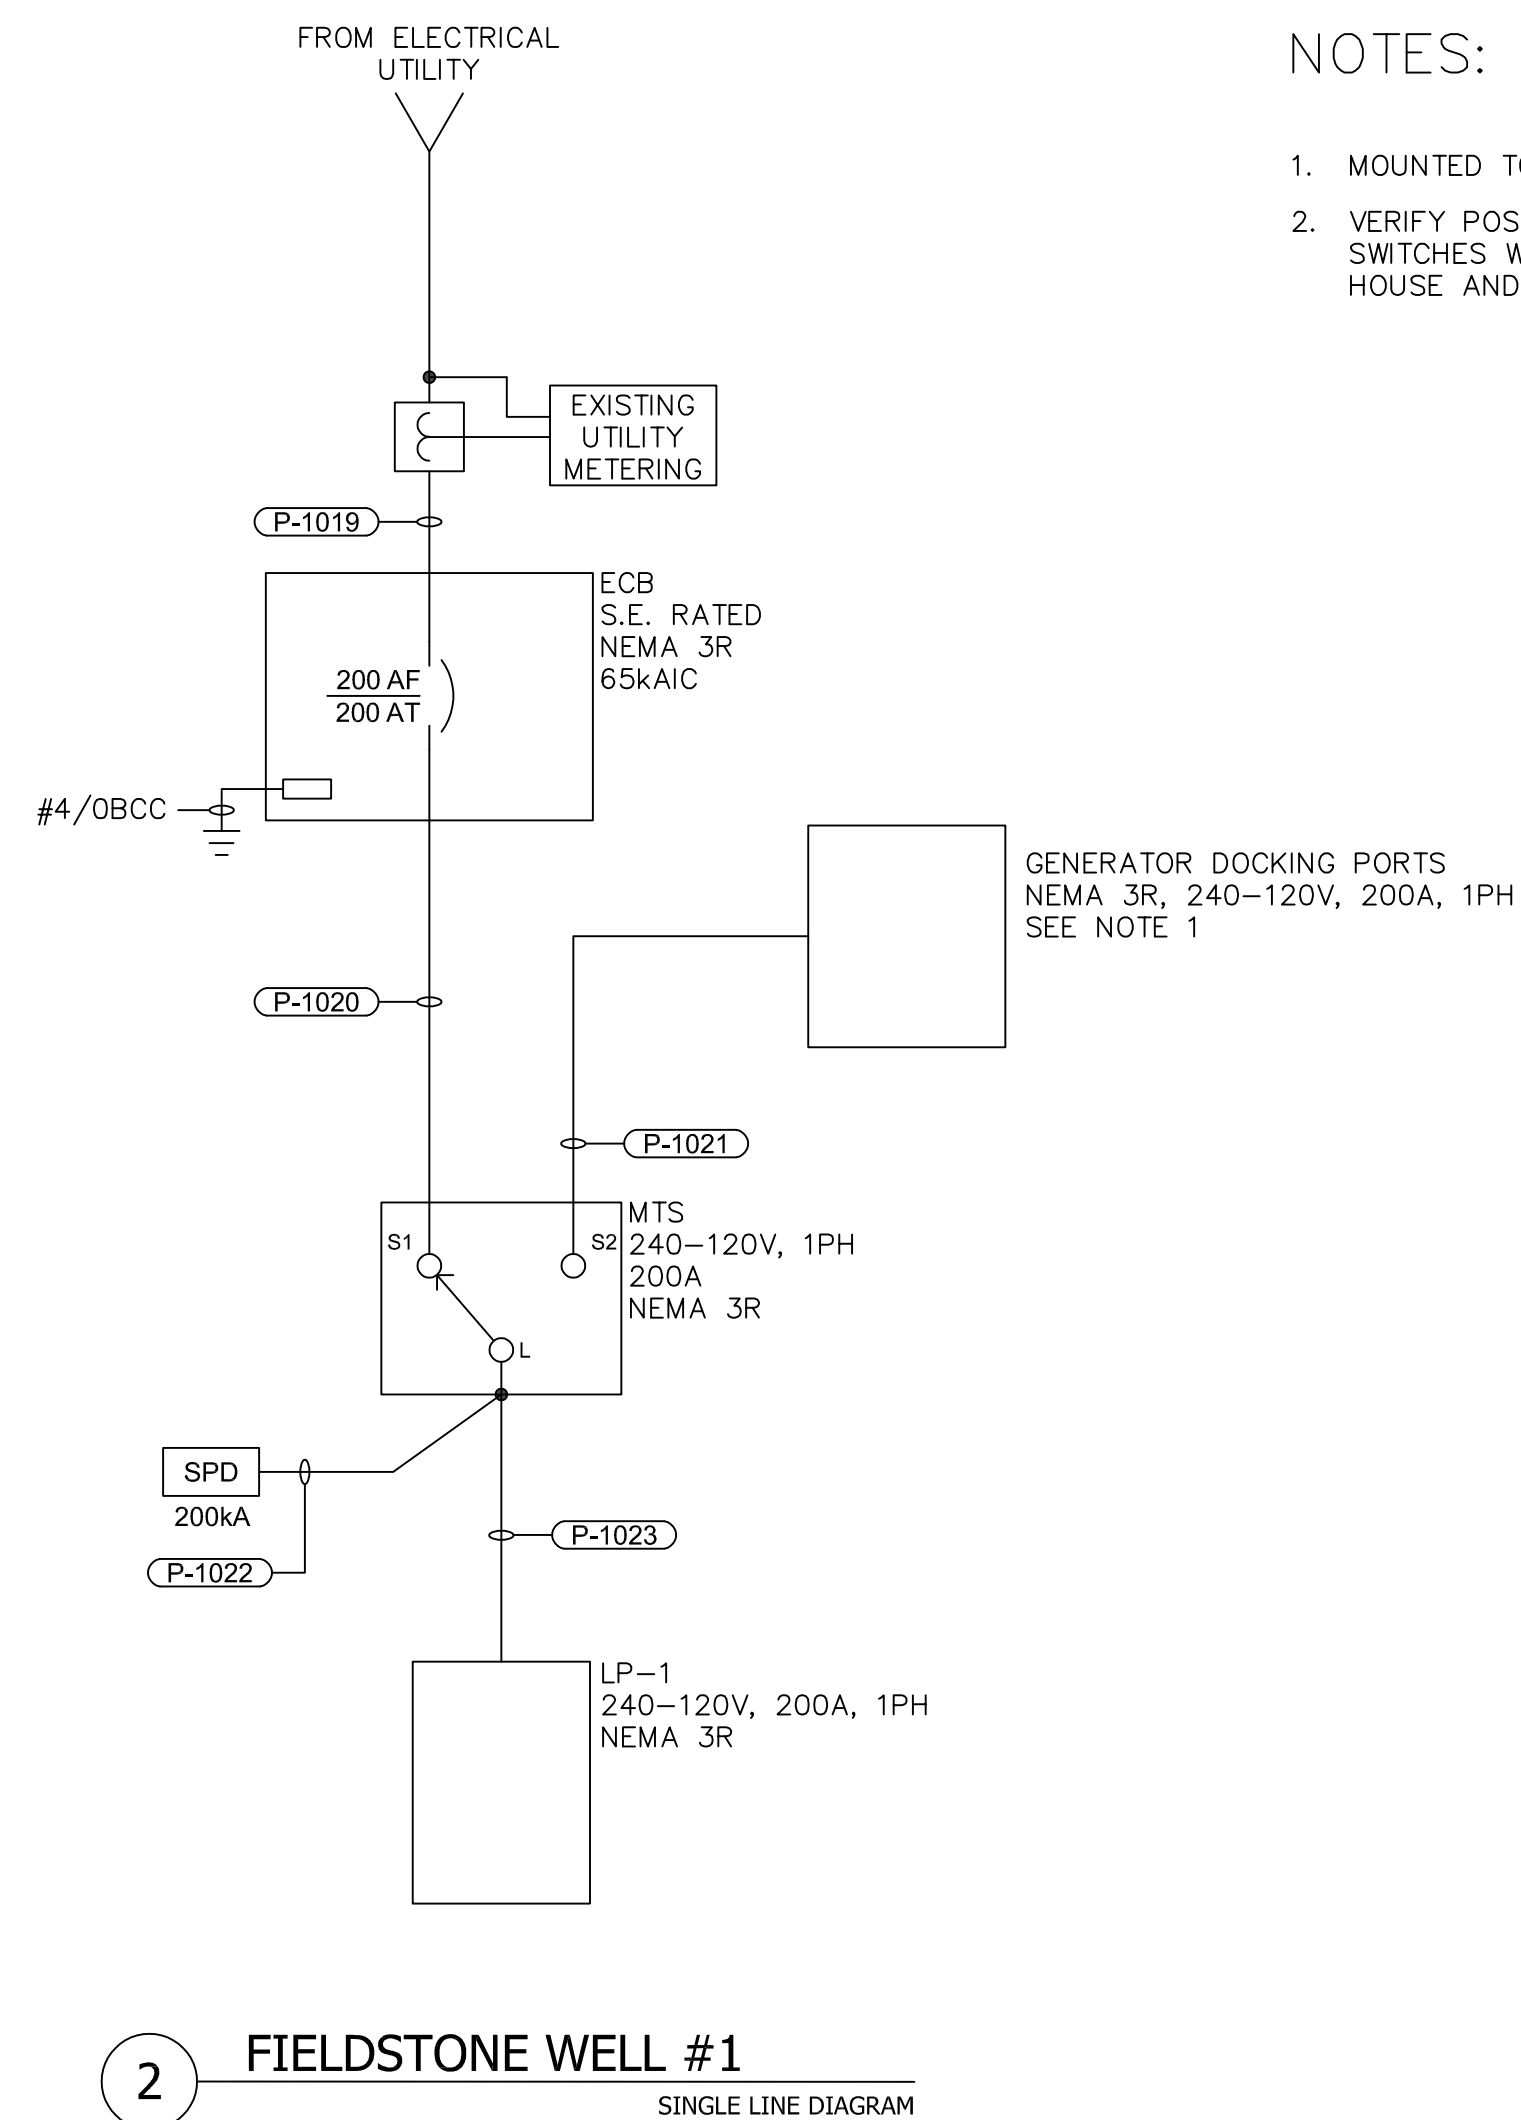 FROM ELECTRICAL
UTILITY
NOTES:
1. MOUNTED
2. VERIFY
SWITCHES
HOUSE AND
EXISTING
UTILITY
METERING
P-1019
ECB
S.E. RATED
NEMA 3R
65kAIC
200 AF
200 AT
#4/0BCC
GENERATOR DOCKING PORTS
NEMA 3R, 240-120V, 200A, 1PH
SEE NOTE 1
P-1020
P-1021
MTS
240-120V, 1PH
200A
NEMA 3R
S1
S2
L
SPD
200kA
P-1022
P-1023
LP-1
240-120V, 200A, 1PH
NEMA 3R
2
FIELDSTONE WELL #1
SINGLE LINE DIAGRAM